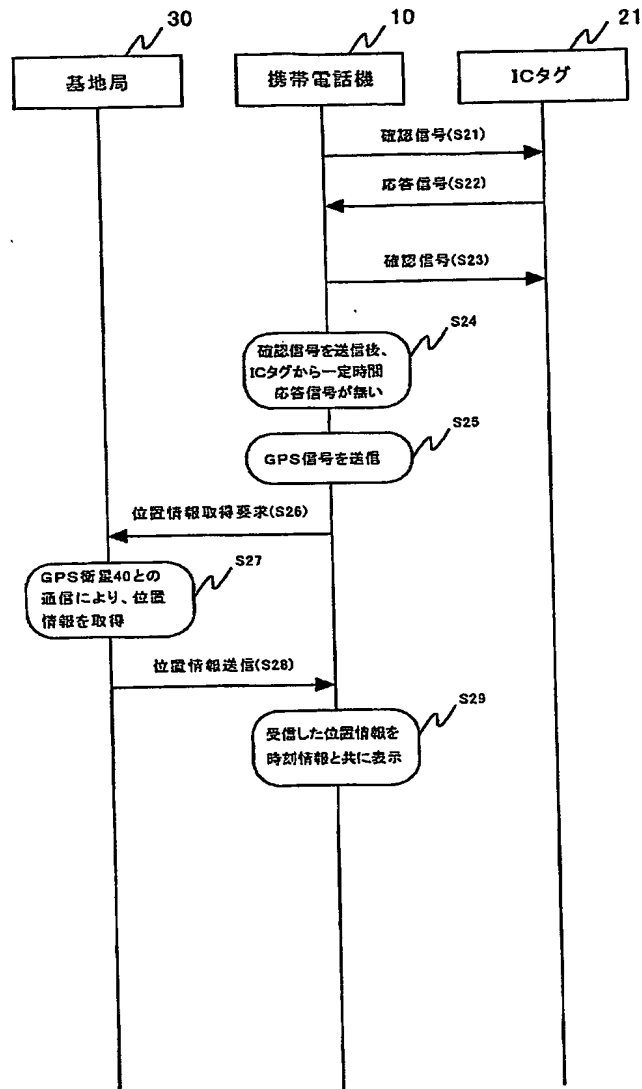 30
10
21
基地局
携帯電話機
ICタグ
確認信号(S21)
応答信号(S22)
確認信号(S23)
S24
確認信号を送信後、
ICタグから一定時間
応答信号が無い
S25
GPS信号を送信
位置情報取得要求(S26)
S27
GPS衛星40との
通信により、位置
情報を取得
位置情報送信(S28)
S29
受信した位置情報を
時刻情報と共に表示